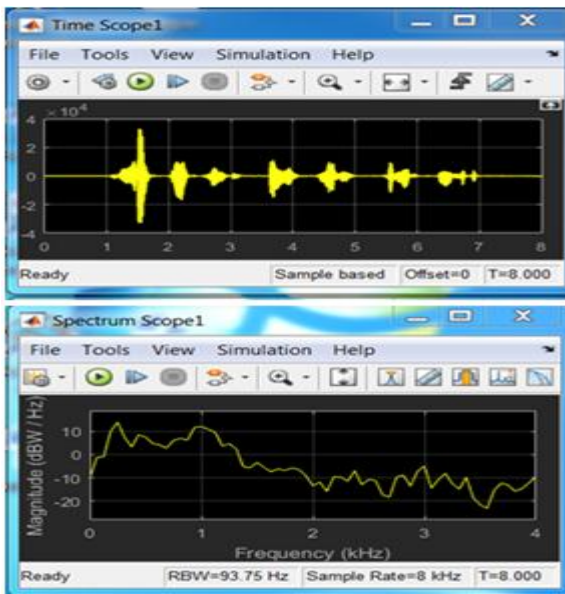 Time Scope1
File Tools View Simulation Help
×10⁴
4
2
0
-2
-4
0 1 2 3 4 5 6 7 8
Ready Sample based Offset=0 T=8.000
Spectrum Scope1
File Tools View Simulation Help
Magnitude (dBW / Hz)
10
0
-10
-20
0 1 2 3 4
Frequency (kHz)
Ready RBW=93.75 Hz Sample Rate=8 kHz T=8.000